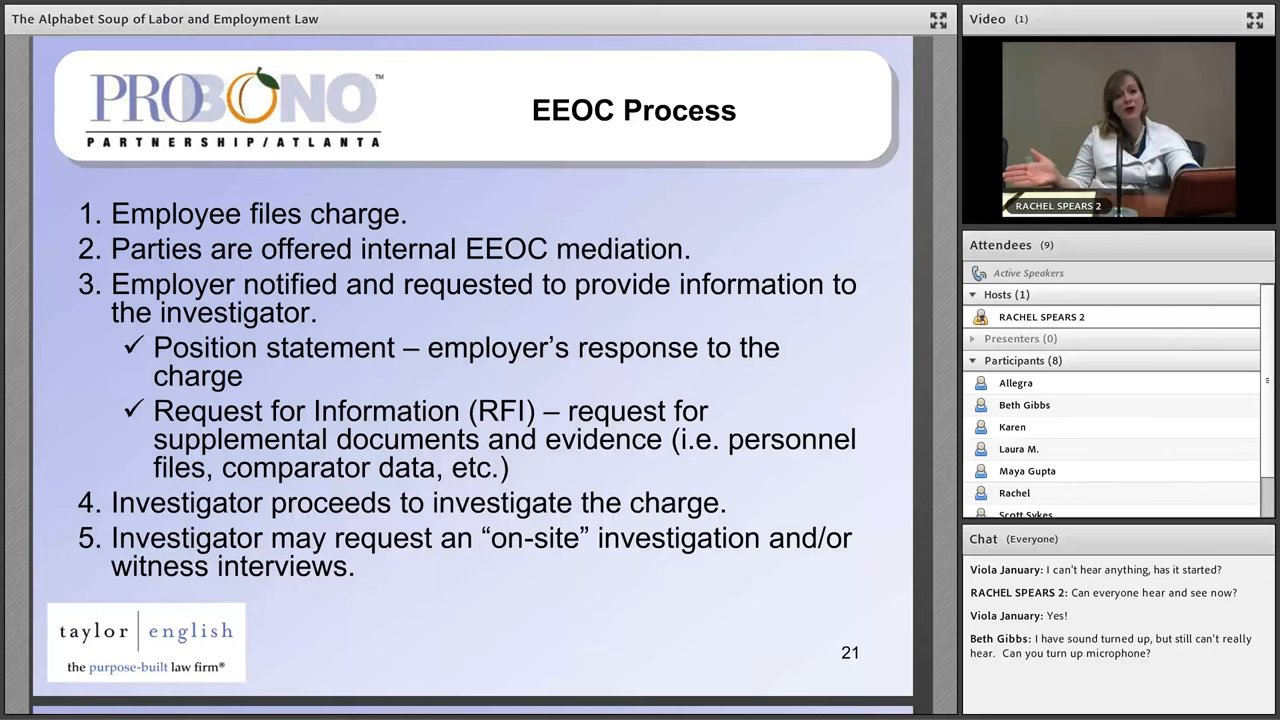 The Alphabet Soup of Labor and Employment Law
PROBONO™
PARTNERSHIP/ATLANTA
EEOC Process
1. Employee files charge.
2. Parties are offered internal EEOC mediation.
3. Employer notified and requested to provide information to
the investigator.
✓ Position statement – employer’s response to the
charge
✓ Request for Information (RFI) – request for
supplemental documents and evidence (i.e. personnel
files, comparator data, etc.)
4. Investigator proceeds to investigate the charge.
5. Investigator may request an “on-site” investigation and/or
witness interviews.
taylor | english
the purpose-built law firm®
21
Video (1)
RACHEL SPEARS 2
Attendees (9)
Active Speakers
Hosts (1)
RACHEL SPEARS 2
Presenters (0)
Participants (8)
Allegra
Beth Gibbs
Karen
Laura M.
Maya Gupta
Rachel
Scott Sykes
Chat (Everyone)
Viola January: I can't hear anything, has it started?
RACHEL SPEARS 2: Can everyone hear and see now?
Viola January: Yes!
Beth Gibbs: I have sound turned up, but still can't really
hear. Can you turn up microphone?